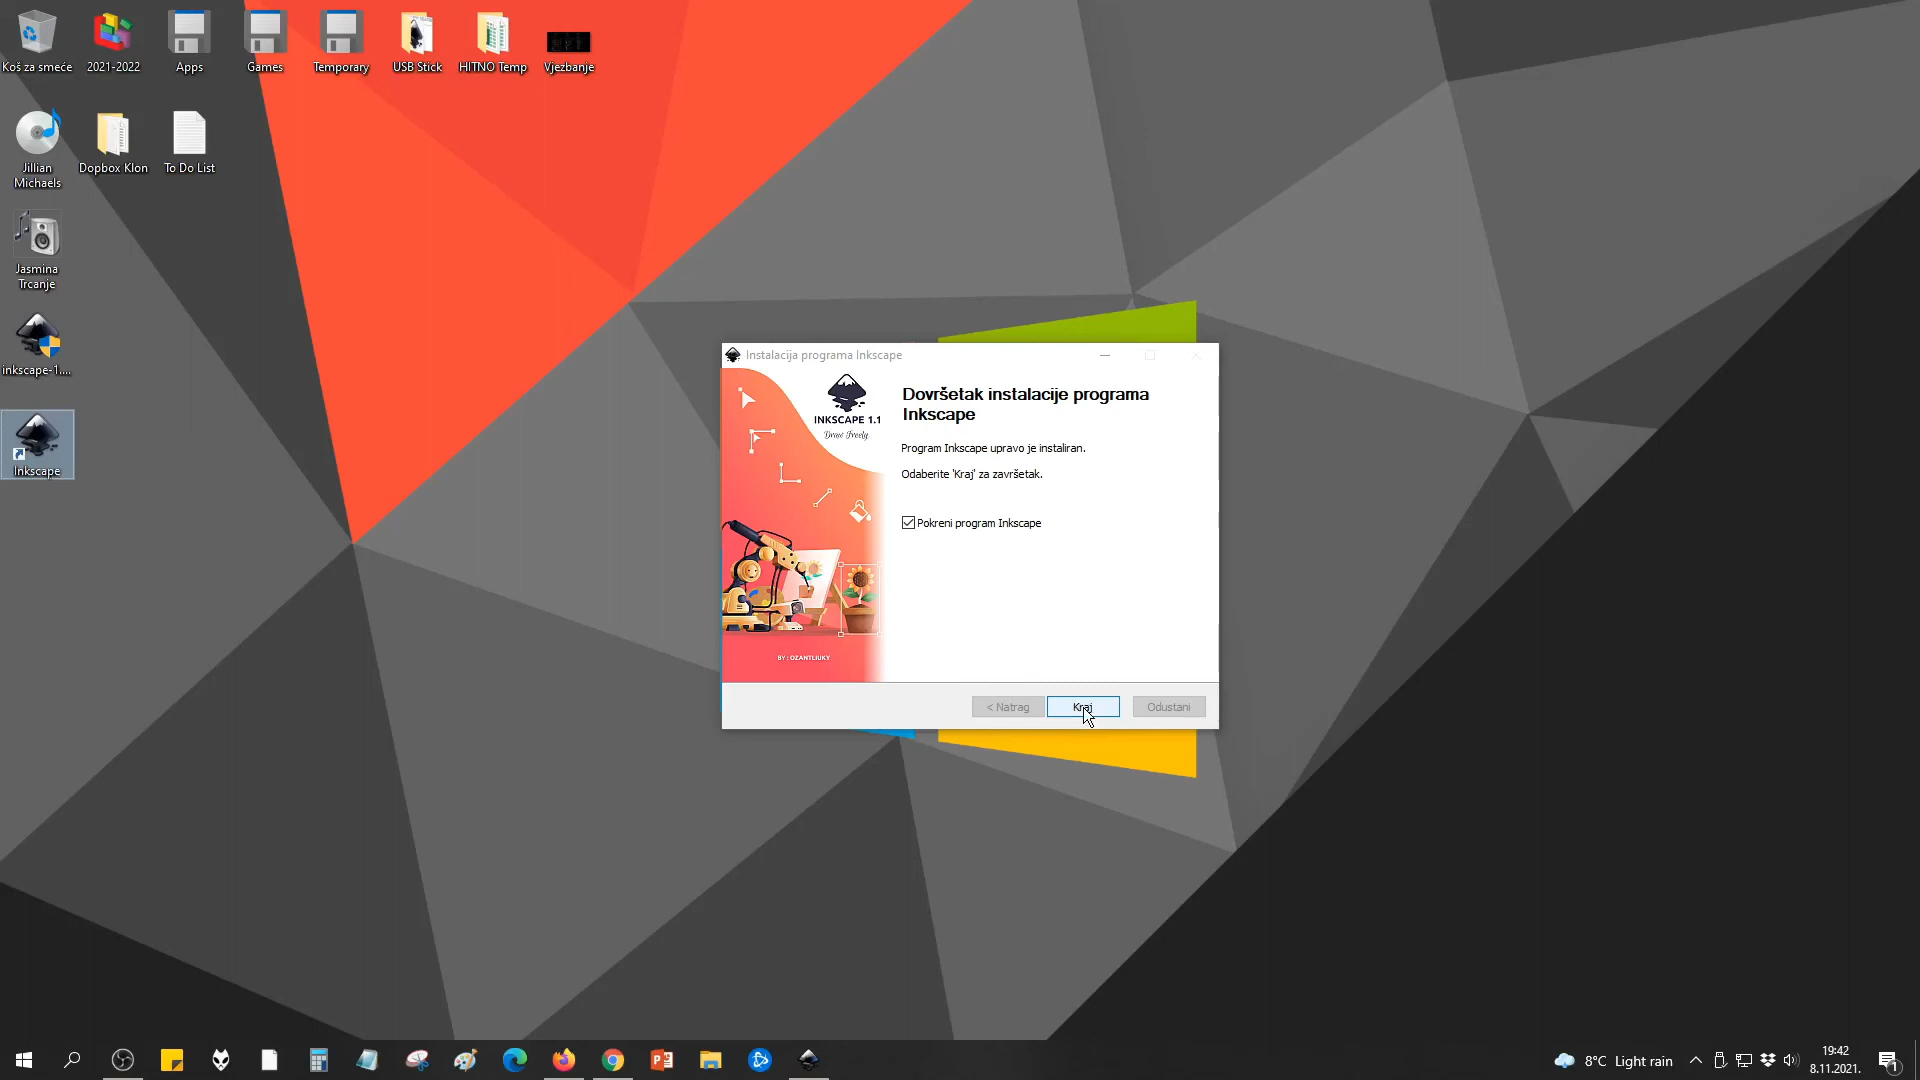 Koš za smeće
2021-2022
Apps
Games
Temporary
USB Stick
HITNO Temp
Vjezbanje
Jillian
Michaels
Dopbox Klon
To Do List
Jasmina
Trcanje
inkscape-1....
Inkscape
Instalacija programa Inkscape
INKSCAPE 1.1
Draw Freely
BY : OZANTLIUKY
Dovršetak instalacije programa
Inkscape
Program Inkscape upravo je instaliran.
Odaberite 'Kraj' za završetak.
Pokreni program Inkscape
< Natrag
Kraj
Odustani
8°C Light rain
19:42
8.11.2021.
1